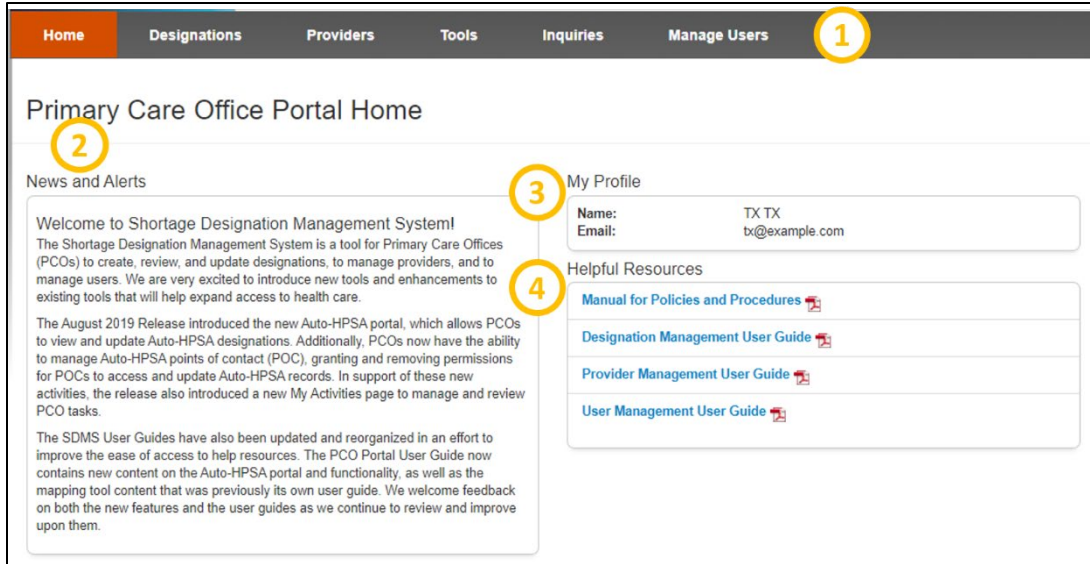 Home Designations Providers Tools Inquiries Manage Users 1
Primary Care Office Portal Home
2
News and Alerts
Welcome to Shortage Designation Management System!
The Shortage Designation Management System is a tool for Primary Care Offices
(PCOs) to create, review, and update designations, to manage providers, and to
manage users. We are very excited to introduce new tools and enhancements to
existing tools that will help expand access to health care.
The August 2019 Release introduced the new Auto-HPSA portal, which allows PCOs
to view and update Auto-HPSA designations. Additionally, PCOs now have the ability
to manage Auto-HPSA points of contact (POC), granting and removing permissions
for POCs to access and update Auto-HPSA records. In support of these new
activities, the release also introduced a new My Activities page to manage and review
PCO tasks.
The SDMS User Guides have also been updated and reorganized in an effort to
improve the ease of access to help resources. The PCO Portal User Guide now
contains new content on the Auto-HPSA portal and functionality, as well as the
mapping tool content that was previously its own user guide. We welcome feedback
on both the new features and the user guides as we continue to review and improve
upon them.
3
My Profile
Name: TX TX
Email: tx@example.com
4
Helpful Resources
Manual for Policies and Procedures
Designation Management User Guide
Provider Management User Guide
User Management User Guide